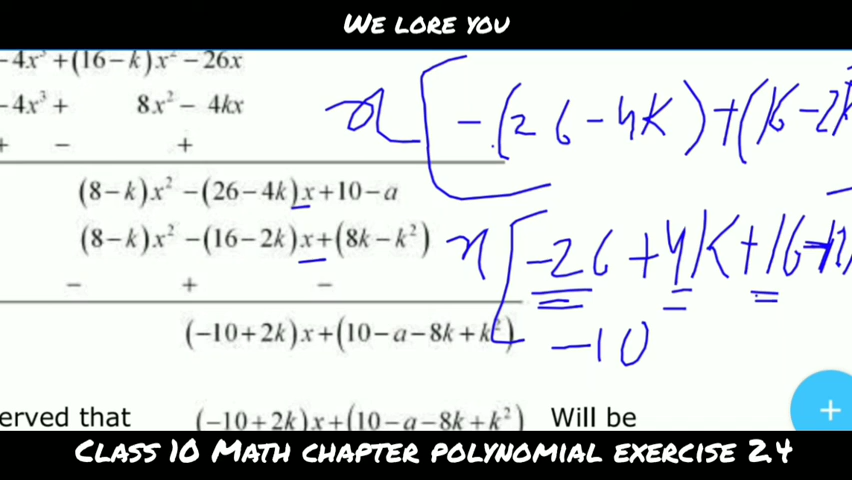 We lore you
-4x³ +(16-k)x² -26x
-4x³ + 8x² - 4kx
+ - +
(8-k)x² -(26-4k)x+10-a
(8-k)x² -(16-2k)x+(8k-k²)
- + -
(-10+2k)x+(10-a-8k+k²)
x[-(26-4k)+(16-2k
x[-26+4k+16-2k
-10
erved that (-10+2k)x+(10-a-8k+k²) Will be
+
Class 10 Math chapter polynomial exercise 2.4